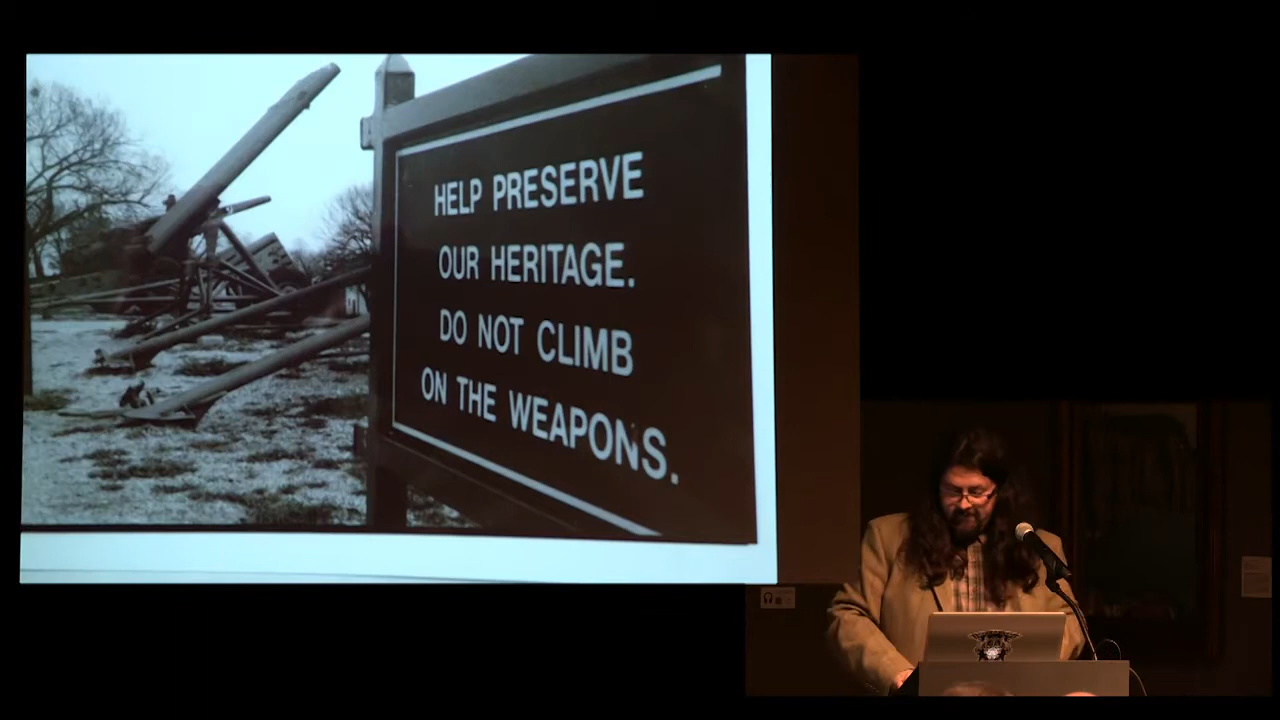 HELP PRESERVE
OUR HERITAGE.
DO NOT CLIMB
ON THE WEAPONS.